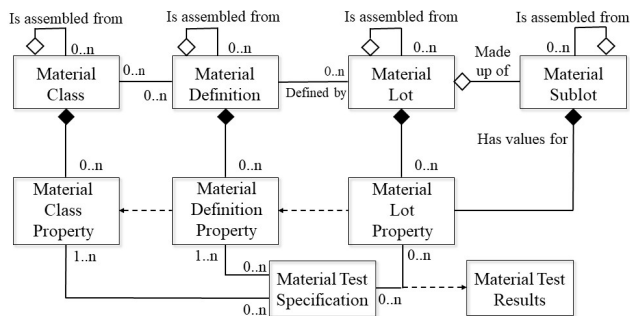 Is assembled from
Is assembled from
Is assembled from
Is assembled from
0..n
0..n
0..n
0..n
Material
Class
0..n
0..n
Material
Definition
0..n
Defined by
Material
Lot
Made
up of
Material
Sublot
Has values for
0..n
0..n
0..n
Material
Class
Property
Material
Definition
Property
Material
Lot
Property
1..n
1..n
0..n
0..n
0..n
Material Test
Specification
0..n
Material Test
Results